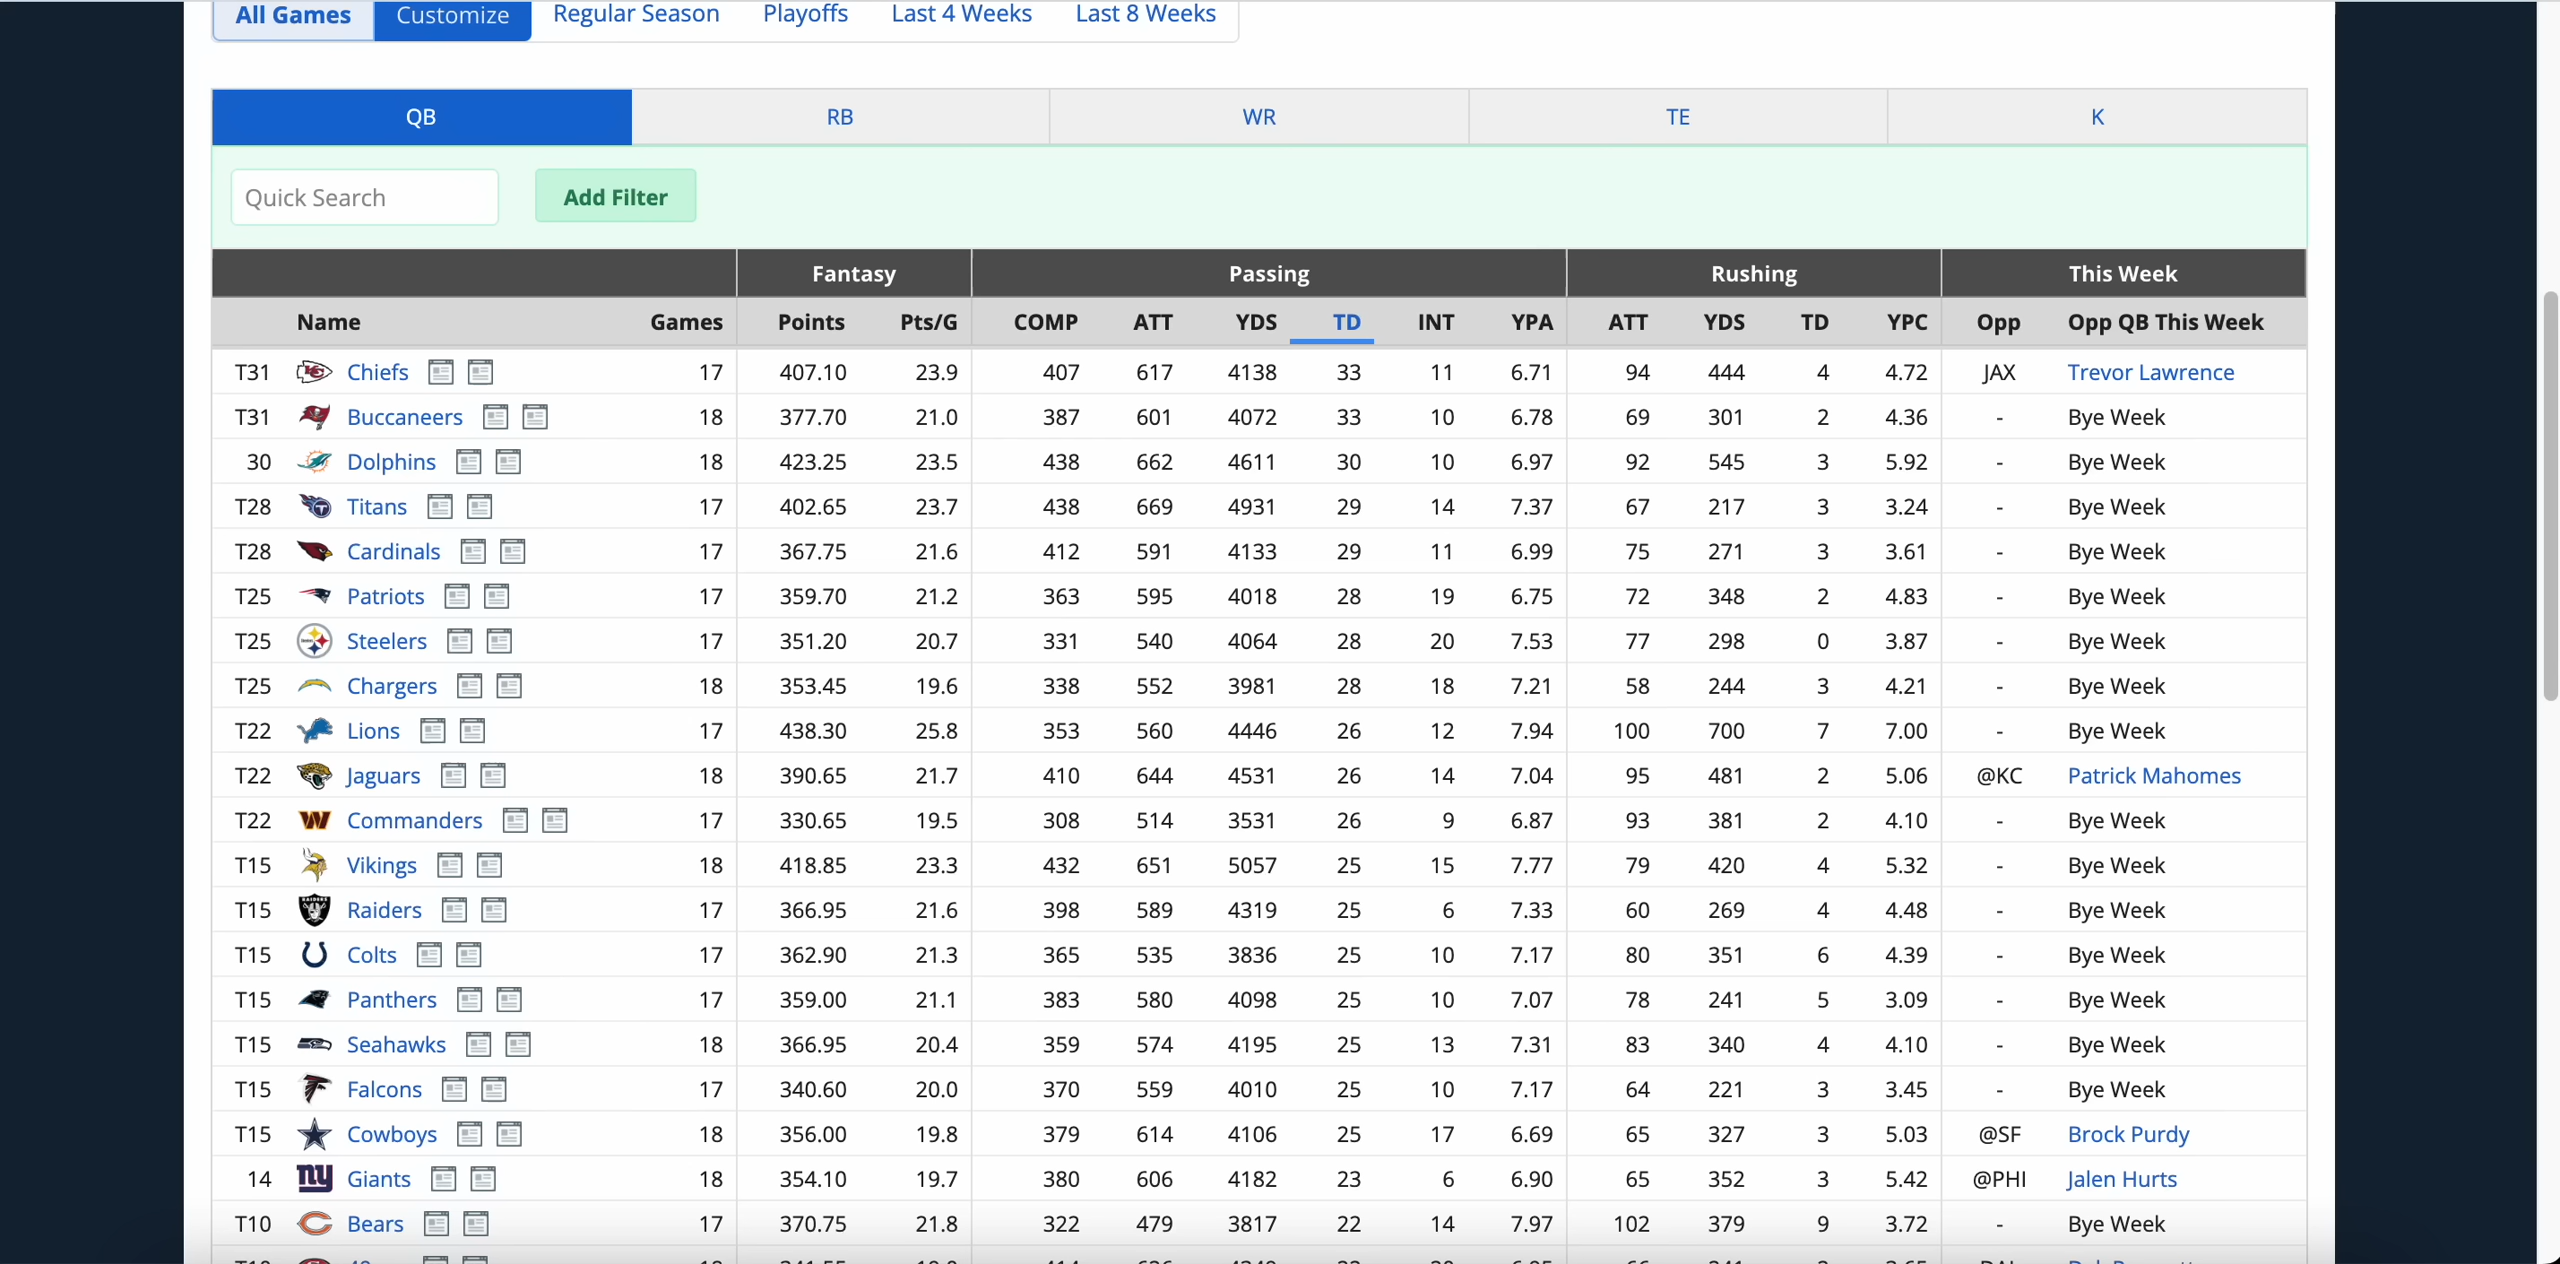 All Games Customize Regular Season Playoffs Last 4 Weeks Last 8 Weeks
QB RB WR TE K
Quick Search Add Filter
Fantasy Passing Rushing This Week
Name Games Points Pts/G COMP ATT YDS TD INT YPA ATT YDS TD YPC Opp Opp QB This Week
T31 Chiefs 17 407.10 23.9 407 617 4138 33 11 6.71 94 444 4 4.72 JAX Trevor Lawrence
T31 Buccaneers 18 377.70 21.0 387 601 4072 33 10 6.78 69 301 2 4.36 - Bye Week
30 Dolphins 18 423.25 23.5 438 662 4611 30 10 6.97 92 545 3 5.92 - Bye Week
T28 Titans 17 402.65 23.7 438 669 4931 29 14 7.37 67 217 3 3.24 - Bye Week
T28 Cardinals 17 367.75 21.6 412 591 4133 29 11 6.99 75 271 3 3.61 - Bye Week
T25 Patriots 17 359.70 21.2 363 595 4018 28 19 6.75 72 348 2 4.83 - Bye Week
T25 Steelers 17 351.20 20.7 331 540 4064 28 20 7.53 77 298 0 3.87 - Bye Week
T25 Chargers 18 353.45 19.6 338 552 3981 28 18 7.21 58 244 3 4.21 - Bye Week
T22 Lions 17 438.30 25.8 353 560 4446 26 12 7.94 100 700 7 7.00 - Bye Week
T22 Jaguars 18 390.65 21.7 410 644 4531 26 14 7.04 95 481 2 5.06 @KC Patrick Mahomes
T22 Commanders 17 330.65 19.5 308 514 3531 26 9 6.87 93 381 2 4.10 - Bye Week
T15 Vikings 18 418.85 23.3 432 651 5057 25 15 7.77 79 420 4 5.32 - Bye Week
T15 Raiders 17 366.95 21.6 398 589 4319 25 6 7.33 60 269 4 4.48 - Bye Week
T15 Colts 17 362.90 21.3 365 535 3836 25 10 7.17 80 351 6 4.39 - Bye Week
T15 Panthers 17 359.00 21.1 383 580 4098 25 10 7.07 78 241 5 3.09 - Bye Week
T15 Seahawks 18 366.95 20.4 359 574 4195 25 13 7.31 83 340 4 4.10 - Bye Week
T15 Falcons 17 340.60 20.0 370 559 4010 25 10 7.17 64 221 3 3.45 - Bye Week
T15 Cowboys 18 356.00 19.8 379 614 4106 25 17 6.69 65 327 3 5.03 @SF Brock Purdy
14 Giants 18 354.10 19.7 380 606 4182 23 6 6.90 65 352 3 5.42 @PHI Jalen Hurts
T10 Bears 17 370.75 21.8 322 479 3817 22 14 7.97 102 379 9 3.72 - Bye Week